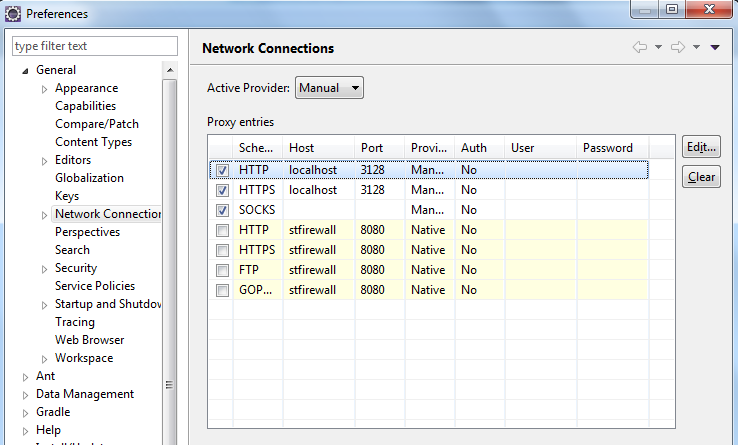 Preferences
type filter text
General
Appearance
Capabilities
Compare/Patch
Content Types
Editors
Globalization
Keys
Network Connection
Perspectives
Search
Security
Service Policies
Startup and Shutdow
Tracing
Web Browser
Workspace
Ant
Data Management
Gradle
Help
Network Connections
Active Provider: Manual
Proxy entries
Sche... Host Port Provi... Auth User Password
HTTP localhost 3128 Man... No
HTTPS localhost 3128 Man... No
SOCKS Man... No
HTTP stfirewall 8080 Native No
HTTPS stfirewall 8080 Native No
FTP stfirewall 8080 Native No
GOP... stfirewall 8080 Native No
Edit...
Clear